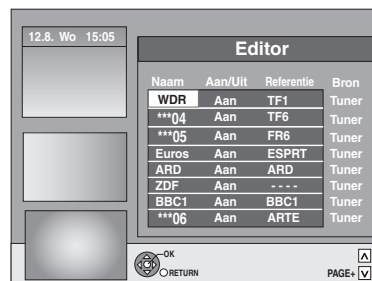 12.8. Wo 15:05
Editor
Naam Aan/Uit Referentie Bron
WDR Aan TF1 Tuner
***04 Aan TF6 Tuner
***05 Aan FR6 Tuner
Euros Aan ESPRT Tuner
ARD Aan ARD Tuner
ZDF Aan - - - - Tuner
BBC1 Aan BBC1 Tuner
***06 Aan ARTE Tuner
OK
RETURN
PAGE+